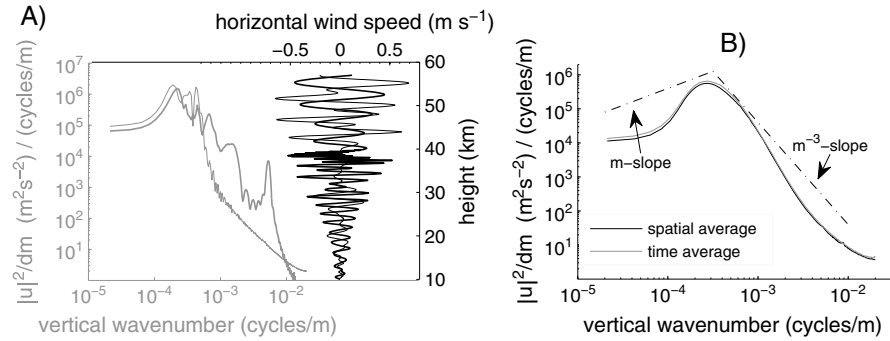 A)
horizontal wind speed (m s⁻¹)
−0.5 0 0.5
|u|²/dm (m²s⁻²) / (cycles/m)
10⁷
10⁶
10⁵
10⁴
10³
10²
10¹
60
50
40
30
20
10
height (km)
10⁻⁵ 10⁻⁴ 10⁻³ 10⁻²
vertical wavenumber (cycles/m)
B)
|u|²/dm (m²s⁻²) / (cycles/m)
10⁶
10⁵
10⁴
10³
10²
10¹
m−slope
m⁻³−slope
spatial average
time average
10⁻⁵ 10⁻⁴ 10⁻³ 10⁻²
vertical wavenumber (cycles/m)